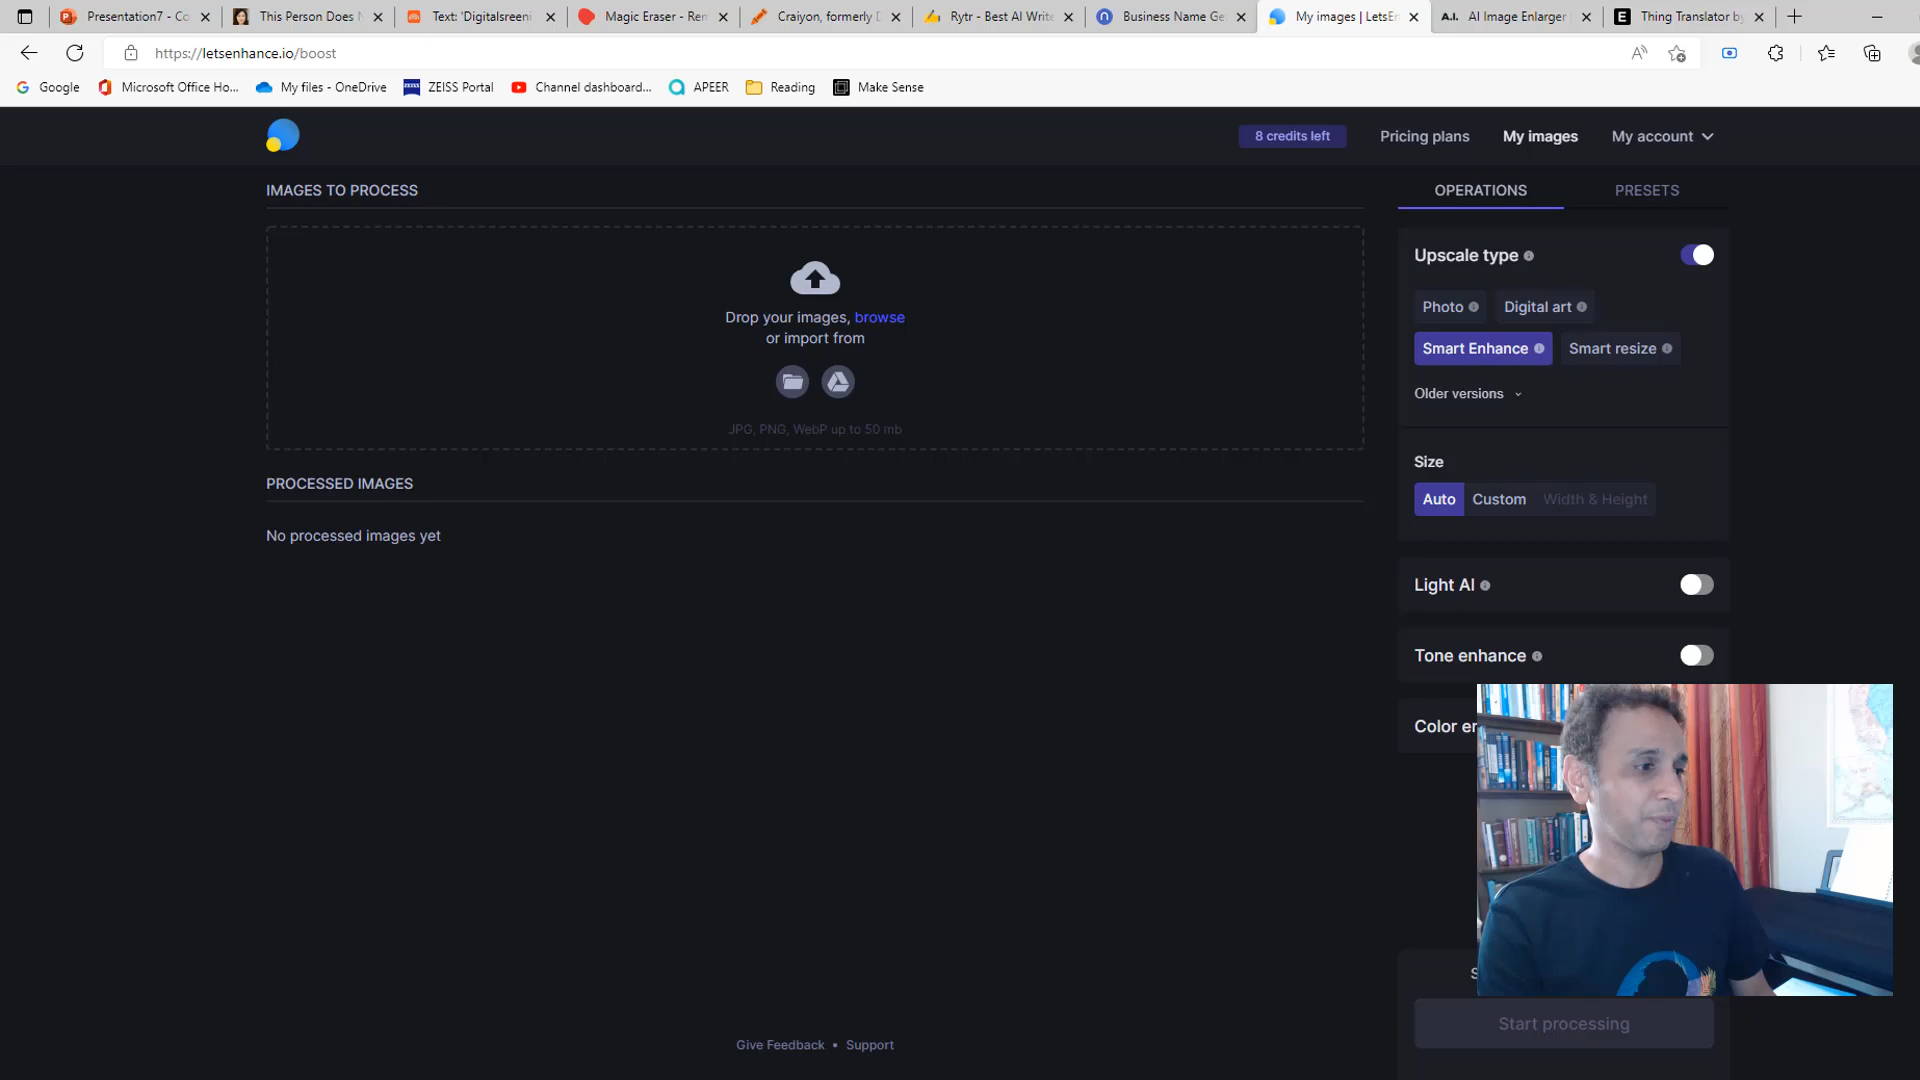 Presentation7 - Co
This Person Does N
Text: 'Digitalsreeni
Magic Eraser - Rem
Craiyon, formerly D
Rytr - Best AI Write
Business Name Ge
My images | LetsEn
A.I. AI Image Enlarger
Thing Translator by
https://letsenhance.io/boost
Google
Microsoft Office Ho...
My files - OneDrive
ZEISS Portal
Channel dashboard...
APEER
Reading
Make Sense
8 credits left
Pricing plans
My images
My account
IMAGES TO PROCESS
OPERATIONS
PRESETS
Drop your images, browse
or import from
JPG, PNG, WebP up to 50 mb
Upscale type
Photo
Digital art
Smart Enhance
Smart resize
Older versions
Size
Auto
Custom
Width & Height
PROCESSED IMAGES
No processed images yet
Light AI
Tone enhance
Color en
Start processing
Give Feedback • Support